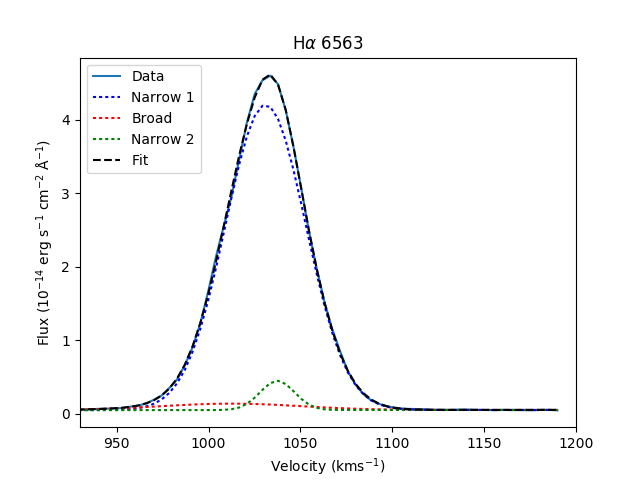 Hα 6563
Data
Narrow 1
Broad
Narrow 2
Fit
Flux (10⁻¹⁴ erg s⁻¹ cm⁻² Å⁻¹)
4
3
2
1
0
950 1000 1050 1100 1150 1200
Velocity (kms⁻¹)